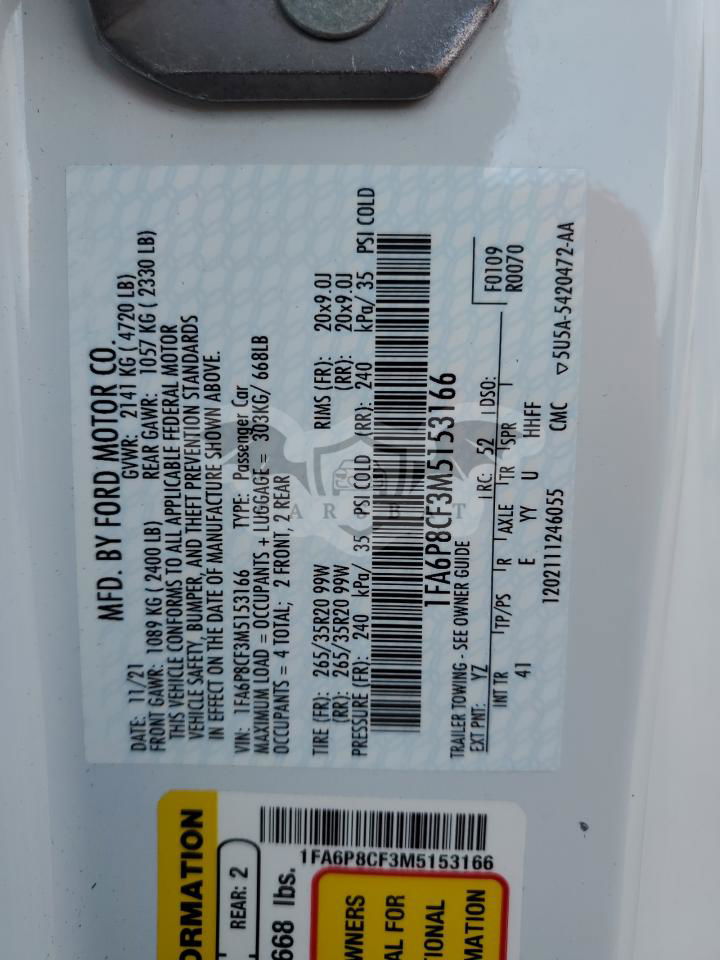 MFD. BY FORD MOTOR CO.
DATE: 11/21 GVWR: 2141 KG ( 4720 LB)
FRONT GAWR: 1089 KG ( 2400 LB) REAR GAWR: 1057 KG ( 2330 LB)
THIS VEHICLE CONFORMS TO ALL APPLICABLE FEDERAL MOTOR
VEHICLE SAFETY, BUMPER, AND THEFT PREVENTION STANDARDS
IN EFFECT ON THE DATE OF MANUFACTURE SHOWN ABOVE.
VIN: 1FA6P8CF3M5153166 TYPE: Passenger Car
MAXIMUM LOAD = OCCUPANTS + LUGGAGE = 303KG/ 668LB
OCCUPANTS = 4 TOTAL; 2 FRONT, 2 REAR
TIRE (FR): 265/35R20 99W RIMS (FR): 20x9.0J
(RR): 265/35R20 99W (RR): 20x9.0J
PRESSURE (FR): 240 kPa/ 35 PSI COLD (RR): 240 kPa/ 35 PSI COLD
1FA6P8CF3M5153166
TRAILER TOWING - SEE OWNER GUIDE
EXT PNT: YZ RC: 52 DSO: F0109
R0070
INT TR TP/PS R AXLE TR SPR
41 E YY U HHFF
1202111246055 CMC ▽5U5A-5420472-AA
CARSBAT
ORMATION
REAR: 2
668 lbs.
1FA6P8CF3M5153166
WNERS
AL FOR
TIONAL
MATION